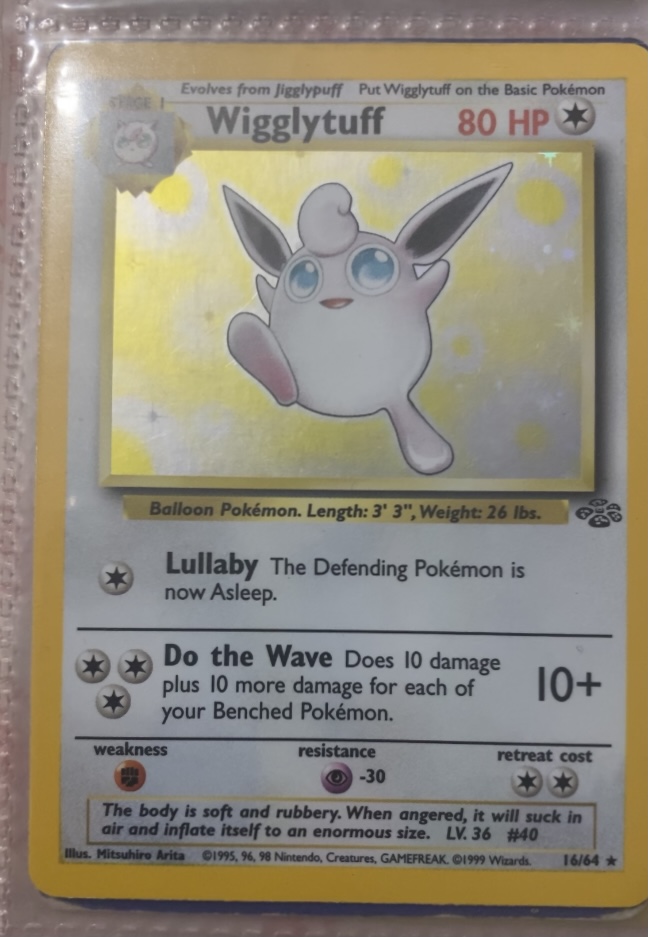 Evolves from Jigglypuff Put Wigglytuff on the Basic Pokémon
STAGE 1
Wigglytuff 80 HP
Balloon Pokémon. Length: 3' 3", Weight: 26 lbs.
Lullaby The Defending Pokémon is
now Asleep.
Do the Wave Does 10 damage
plus 10 more damage for each of
your Benched Pokémon.
10+
weakness resistance retreat cost
-30
The body is soft and rubbery. When angered, it will suck in
air and inflate itself to an enormous size. LV. 36 #40
Illus. Mitsuhiro Arita ©1995, 96, 98 Nintendo, Creatures, GAMEFREAK. ©1999 Wizards. 16/64 ★